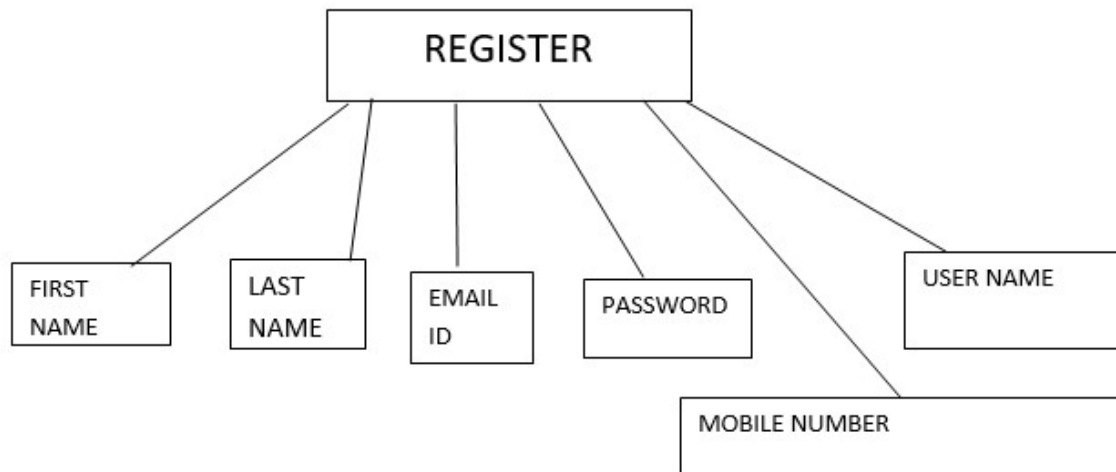 REGISTER
FIRST
NAME
LAST
NAME
EMAIL
ID
PASSWORD
USER NAME
MOBILE NUMBER